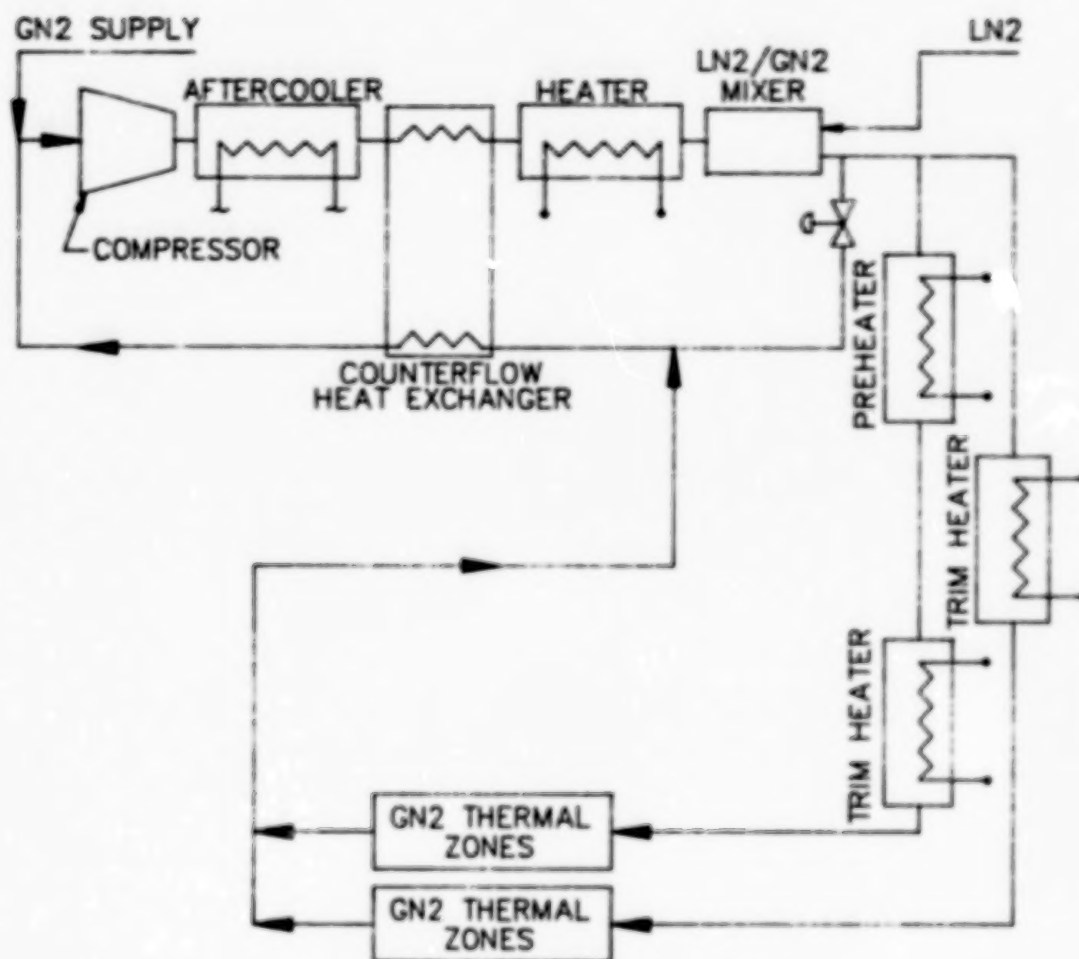 GN2 SUPPLY
LN2
AFTERCOOLER
HEATER
LN2/GN2
MIXER
COMPRESSOR
COUNTERFLOW
HEAT EXCHANGER
PREHEATER
TRIM HEATER
TRIM HEATER
GN2 THERMAL
ZONES
GN2 THERMAL
ZONES